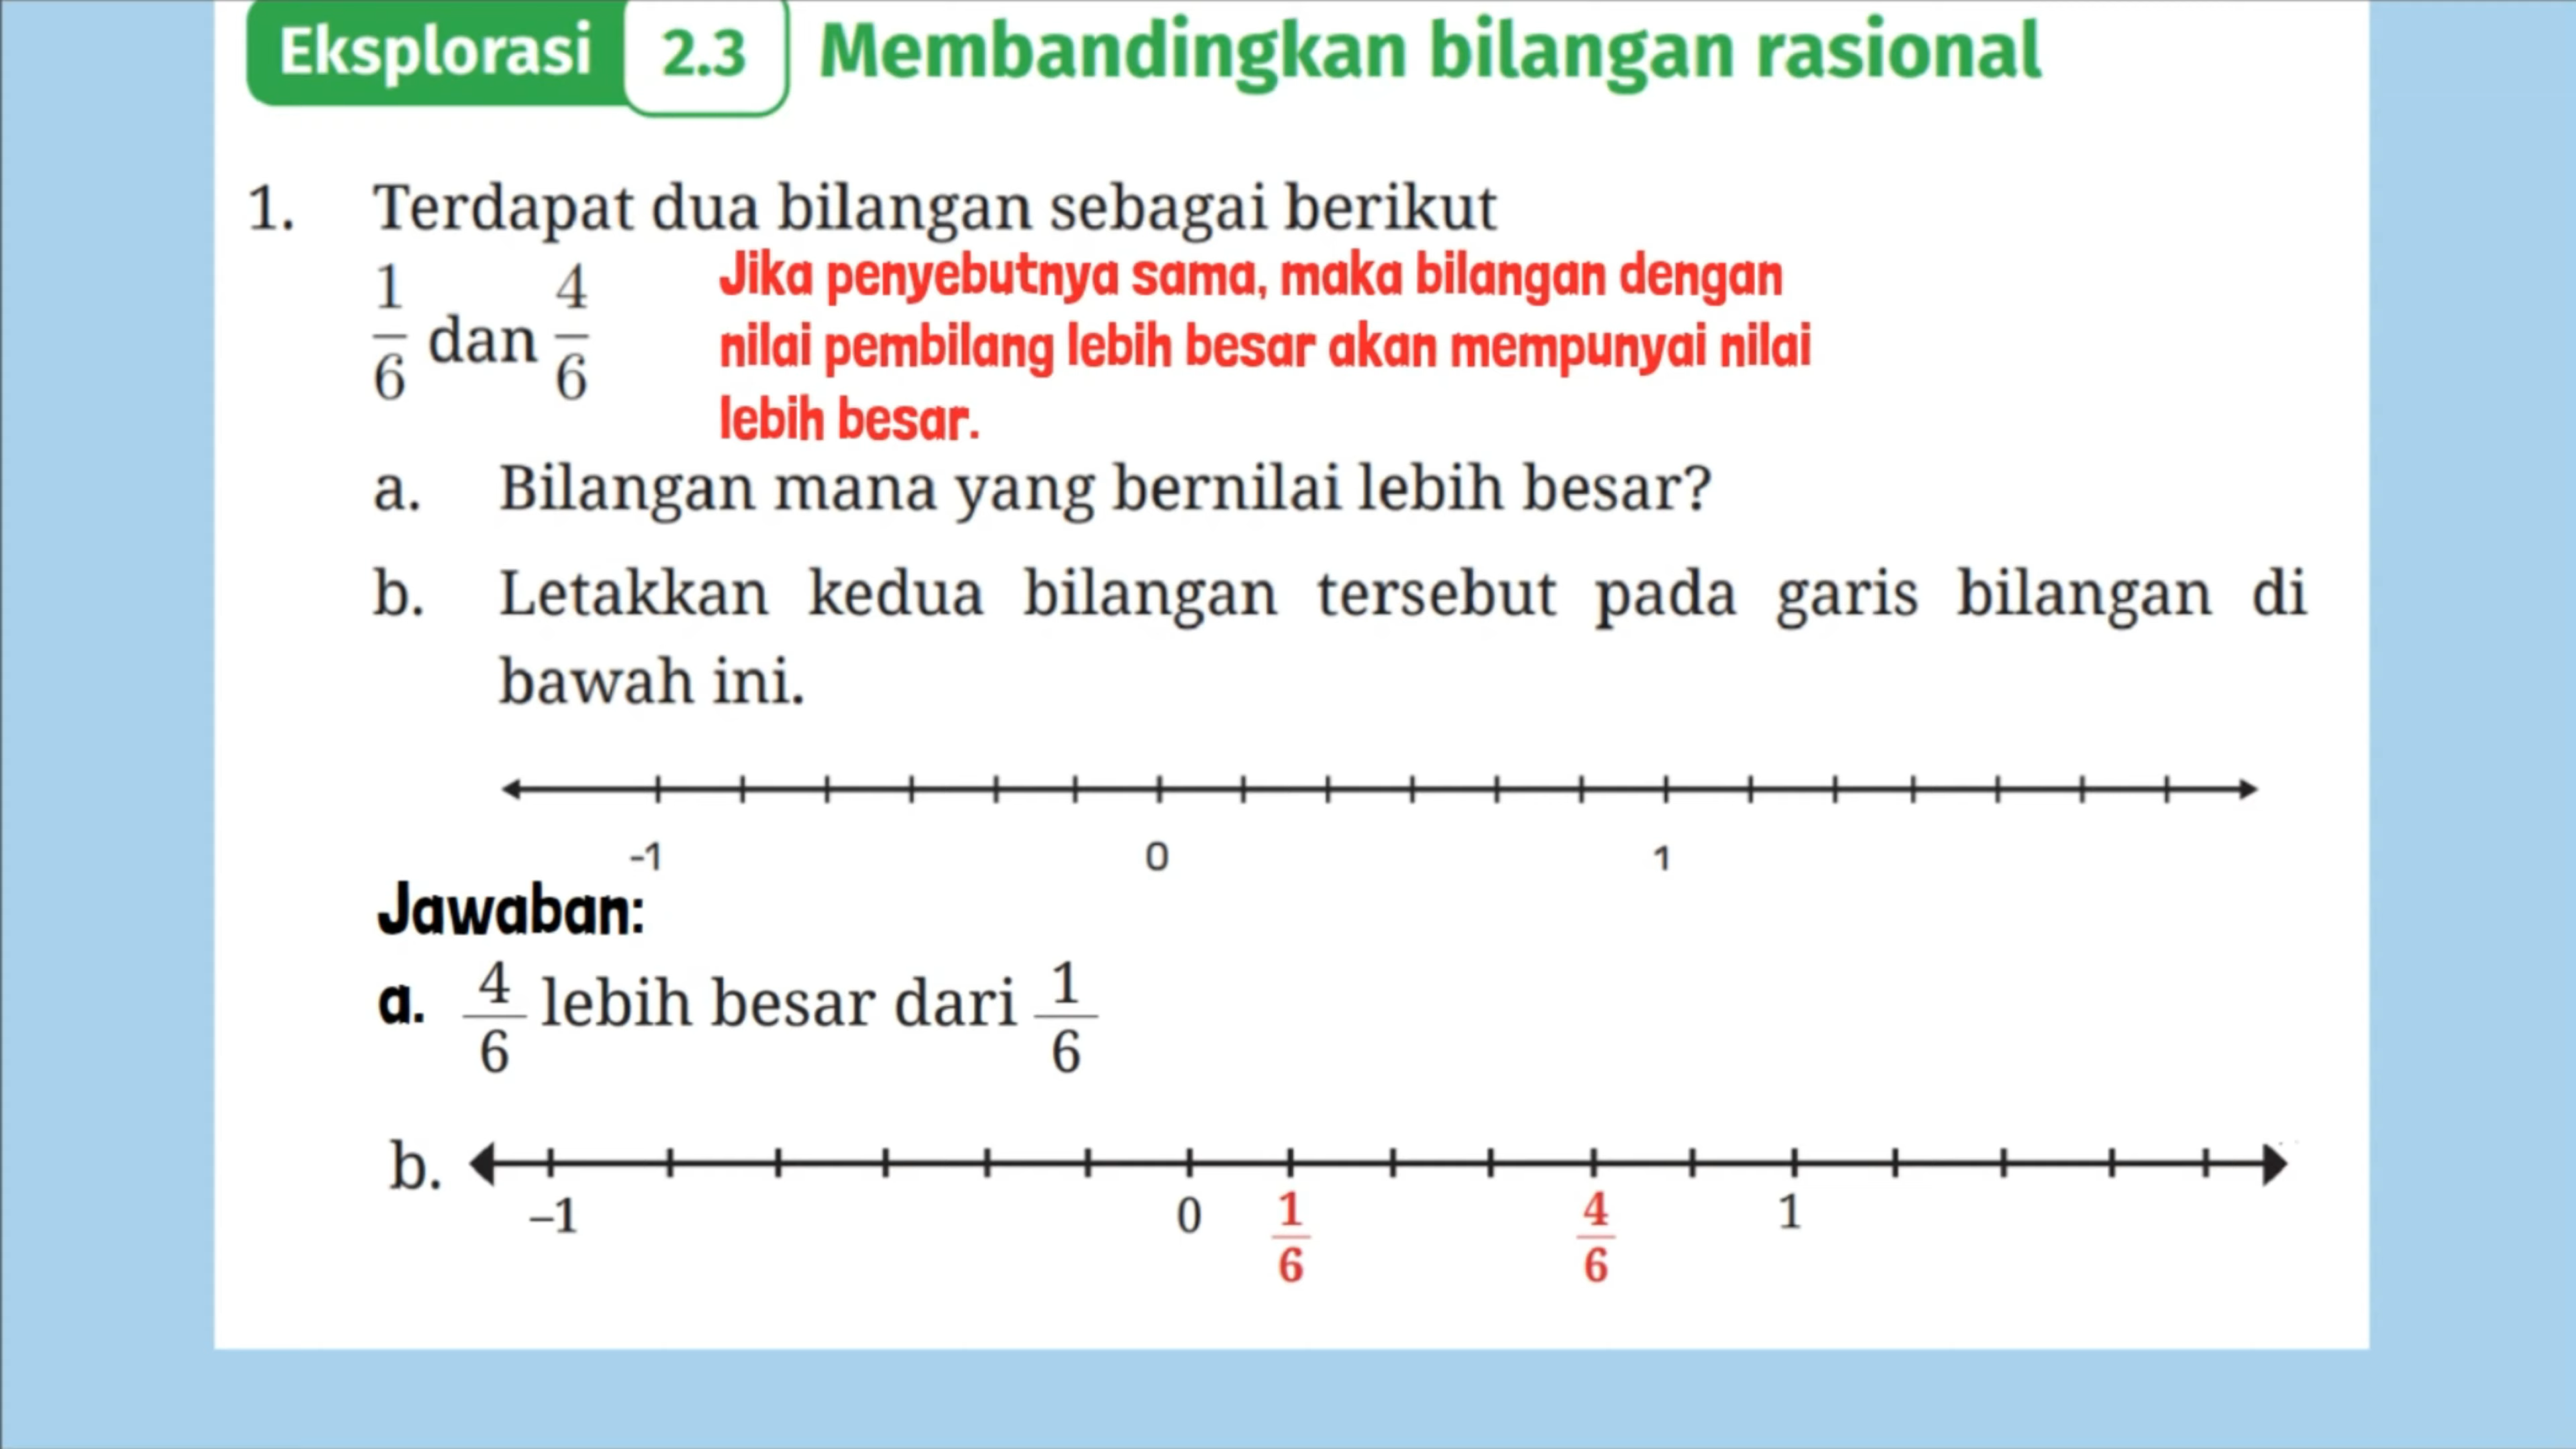 Eksplorasi 2.3 Membandingkan bilangan rasional
1. Terdapat dua bilangan sebagai berikut
1/6 dan 4/6
Jika penyebutnya sama, maka bilangan dengan
nilai pembilang lebih besar akan mempunyai nilai
lebih besar.
a. Bilangan mana yang bernilai lebih besar?
b. Letakkan kedua bilangan tersebut pada garis bilangan di
bawah ini.
-1 0 1
Jawaban:
a. 4/6 lebih besar dari 1/6
b.
–1 0 1/6 4/6 1